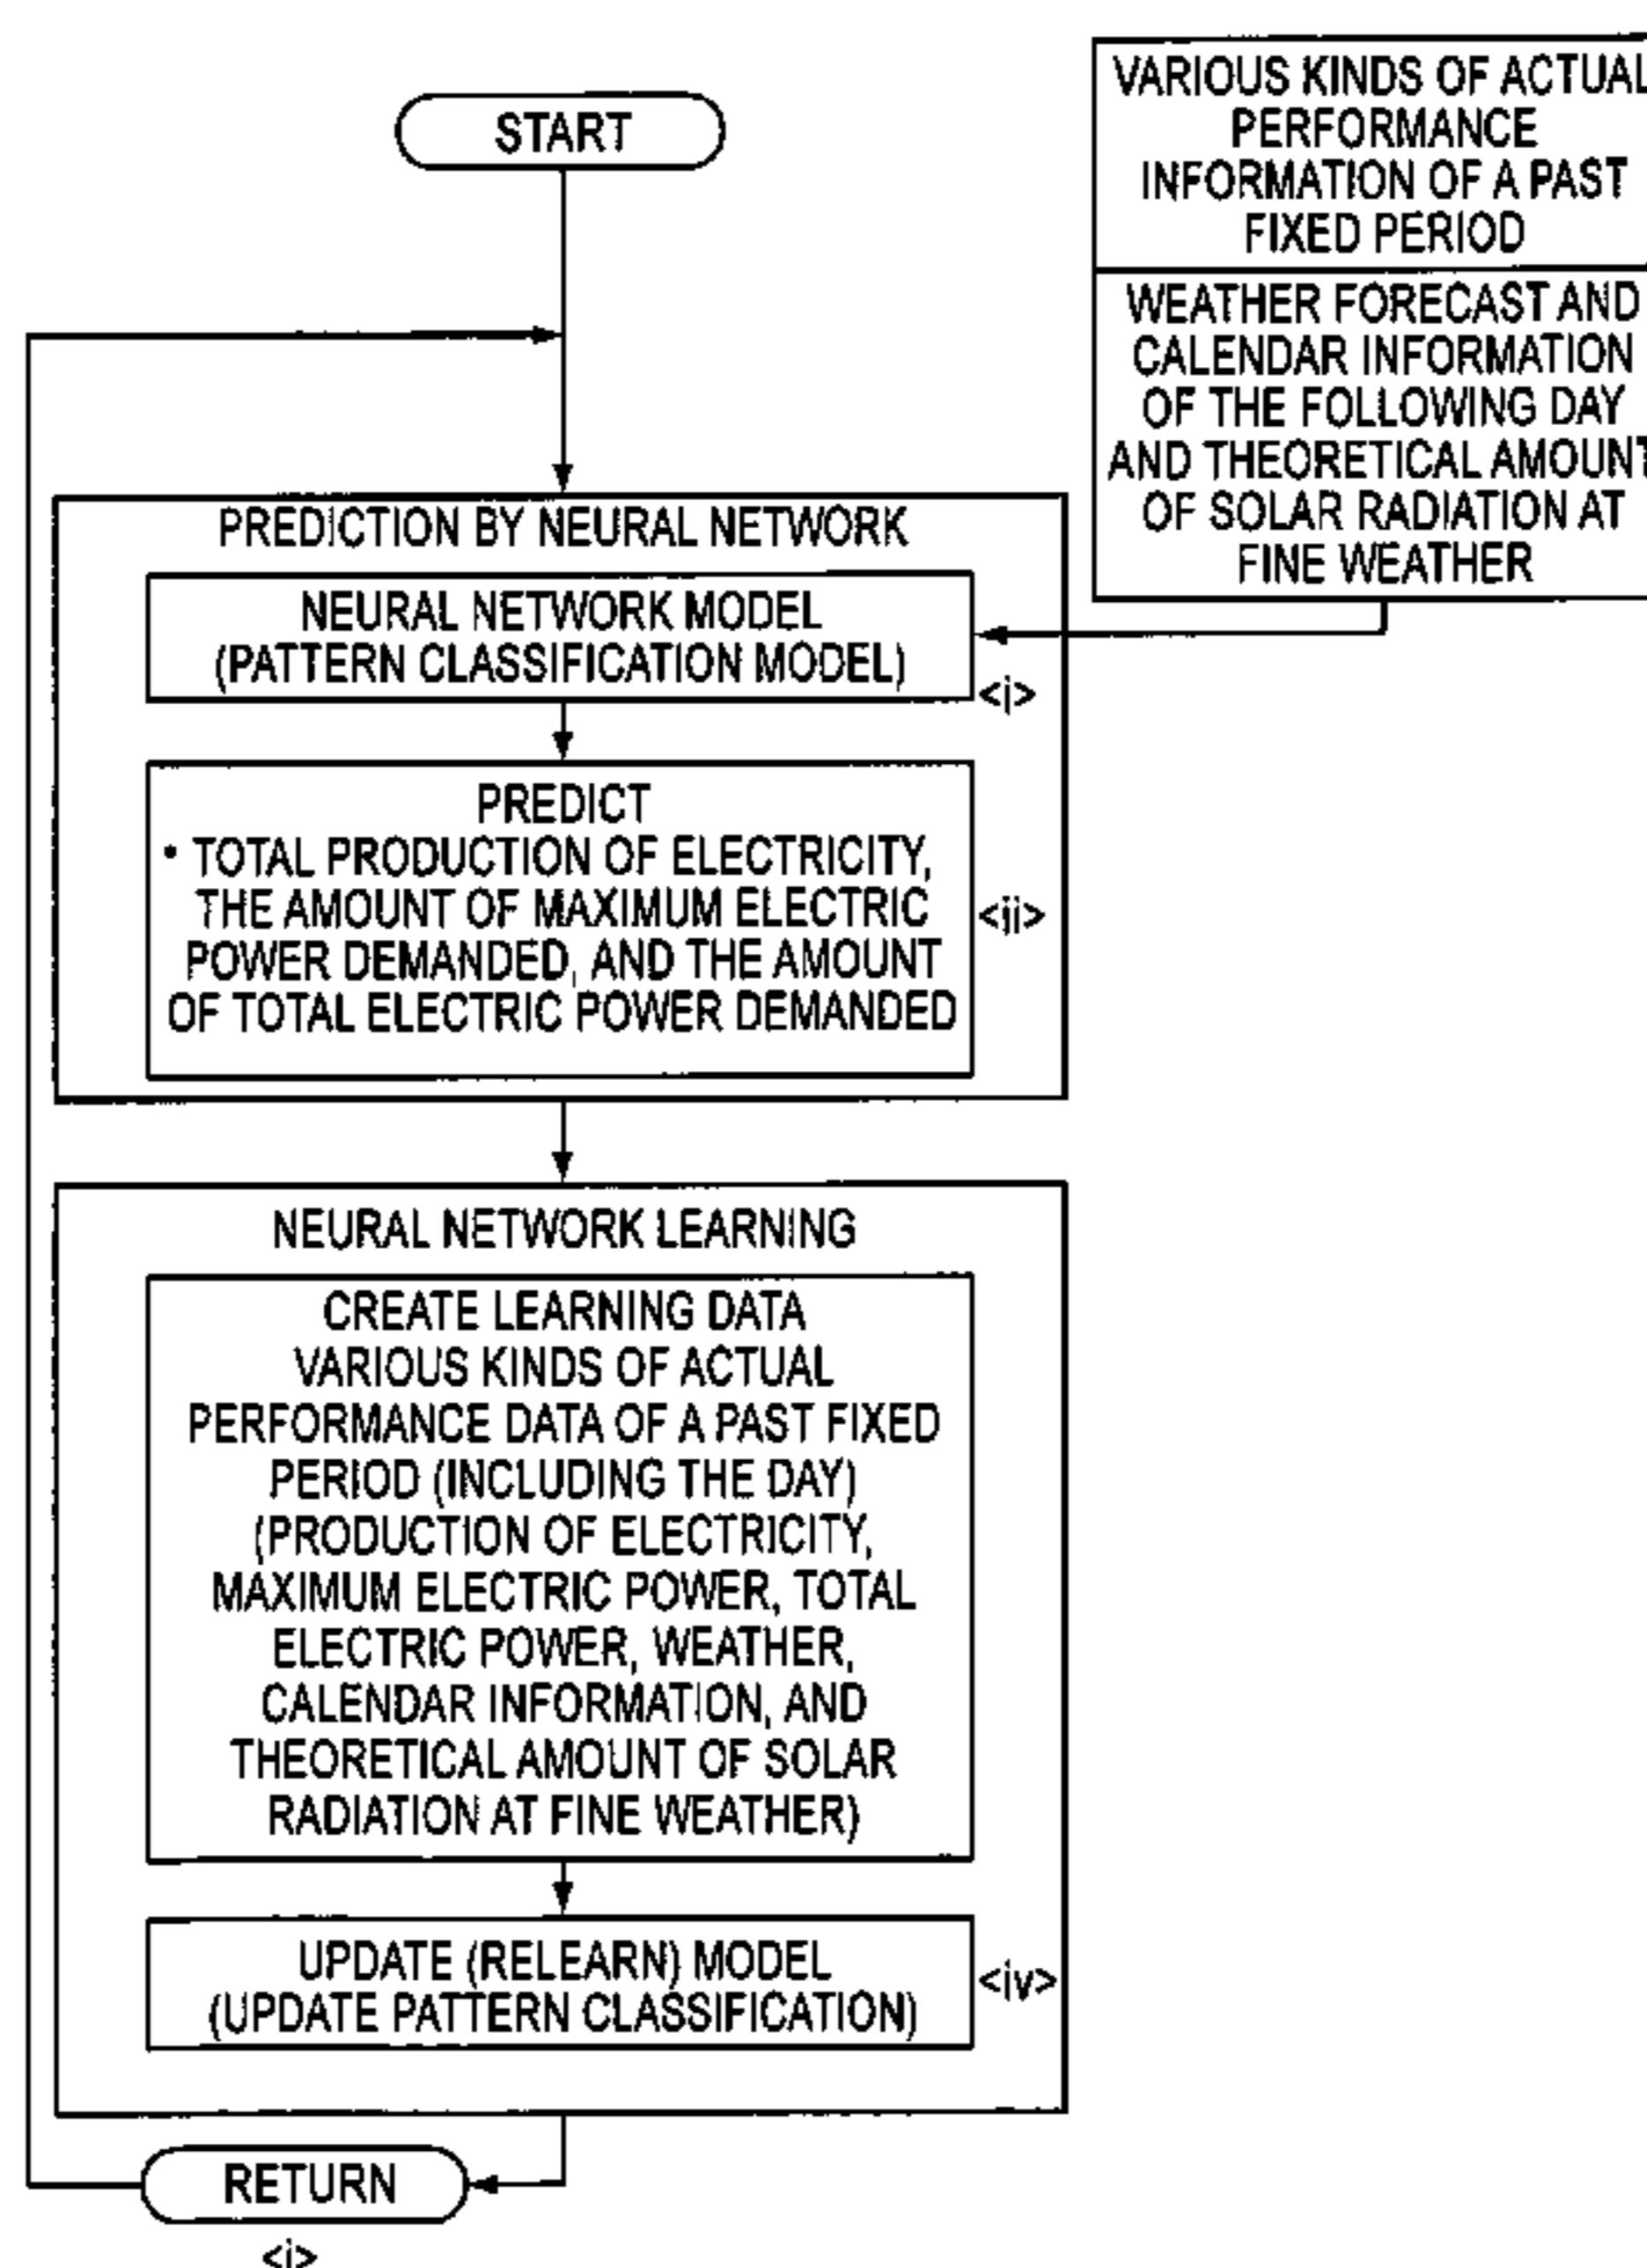 START
VARIOUS KINDS OF ACTUAL
PERFORMANCE
INFORMATION OF A PAST
FIXED PERIOD
WEATHER FORECAST AND
CALENDAR INFORMATION
OF THE FOLLOWING DAY
AND THEORETICAL AMOUNT
OF SOLAR RADIATION AT
FINE WEATHER
PREDICTION BY NEURAL NETWORK
NEURAL NETWORK MODEL
(PATTERN CLASSIFICATION MODEL)
<i>
PREDICT
• TOTAL PRODUCTION OF ELECTRICITY,
THE AMOUNT OF MAXIMUM ELECTRIC
POWER DEMANDED, AND THE AMOUNT
OF TOTAL ELECTRIC POWER DEMANDED
<ii>
NEURAL NETWORK LEARNING
CREATE LEARNING DATA
VARIOUS KINDS OF ACTUAL
PERFORMANCE DATA OF A PAST FIXED
PERIOD (INCLUDING THE DAY)
(PRODUCTION OF ELECTRICITY,
MAXIMUM ELECTRIC POWER, TOTAL
ELECTRIC POWER, WEATHER,
CALENDAR INFORMATION, AND
THEORETICAL AMOUNT OF SOLAR
RADIATION AT FINE WEATHER)
UPDATE (RELEARN) MODEL
(UPDATE PATTERN CLASSIFICATION)
<iv>
RETURN
<i>